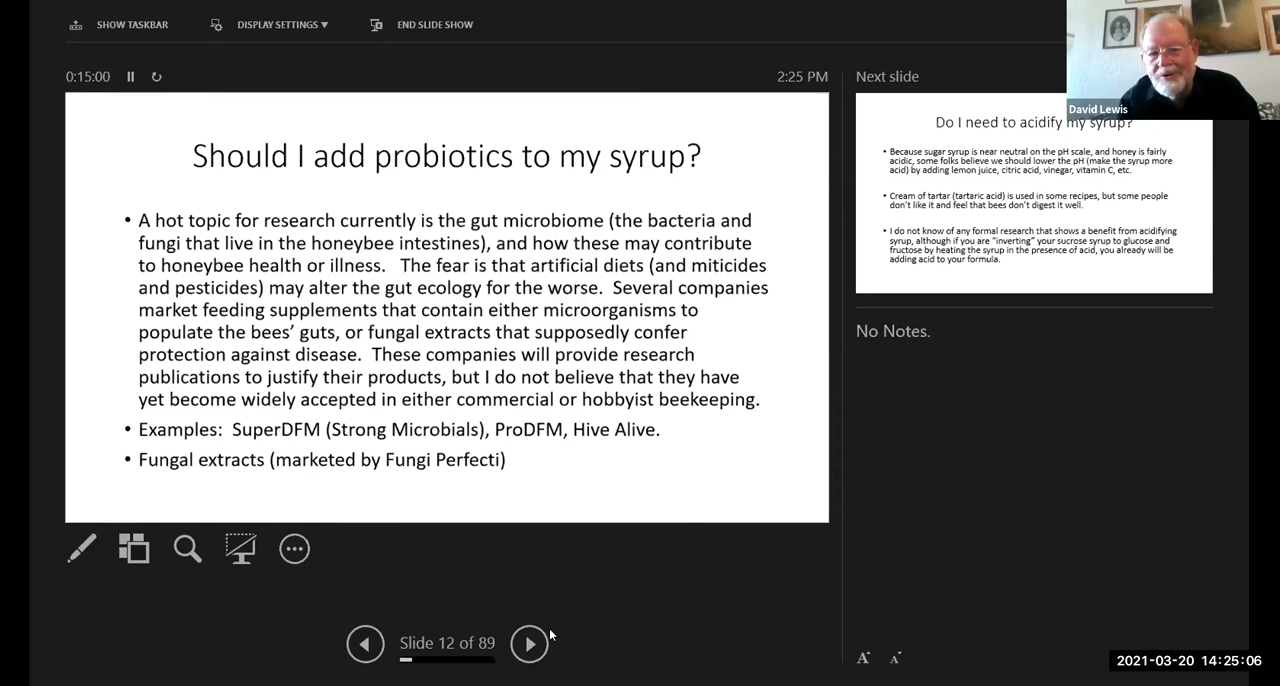 SHOW TASKBAR
DISPLAY SETTINGS ▼
END SLIDE SHOW
0:15:00
2:25 PM
Should I add probiotics to my syrup?
• A hot topic for research currently is the gut microbiome (the bacteria and
fungi that live in the honeybee intestines), and how these may contribute
to honeybee health or illness.   The fear is that artificial diets (and miticides
and pesticides) may alter the gut ecology for the worse.  Several companies
market feeding supplements that contain either microorganisms to
populate the bees’ guts, or fungal extracts that supposedly confer
protection against disease.  These companies will provide research
publications to justify their products, but I do not believe that they have
yet become widely accepted in either commercial or hobbyist beekeeping.
• Examples:  SuperDFM (Strong Microbials), ProDFM, Hive Alive.
• Fungal extracts (marketed by Fungi Perfecti)
Slide 12 of 89
Next slide
David Lewis
Do I need to acidify my syrup?
• Because sugar syrup is near neutral on the pH scale, and honey is fairly
acidic, some folks believe we should lower the pH (make the syrup more
acid) by adding lemon juice, citric acid, vinegar, vitamin C, etc.
• Cream of tartar (tartaric acid) is used in some recipes, but some people
don’t like it and feel that bees don’t digest it well.
• I do not know of any formal research that shows a benefit from acidifying
syrup, although if you are “inverting” your sucrose syrup to glucose and
fructose by heating the syrup in the presence of acid, you already will be
adding acid to your formula.
No Notes.
A A
2021-03-20 14:25:06